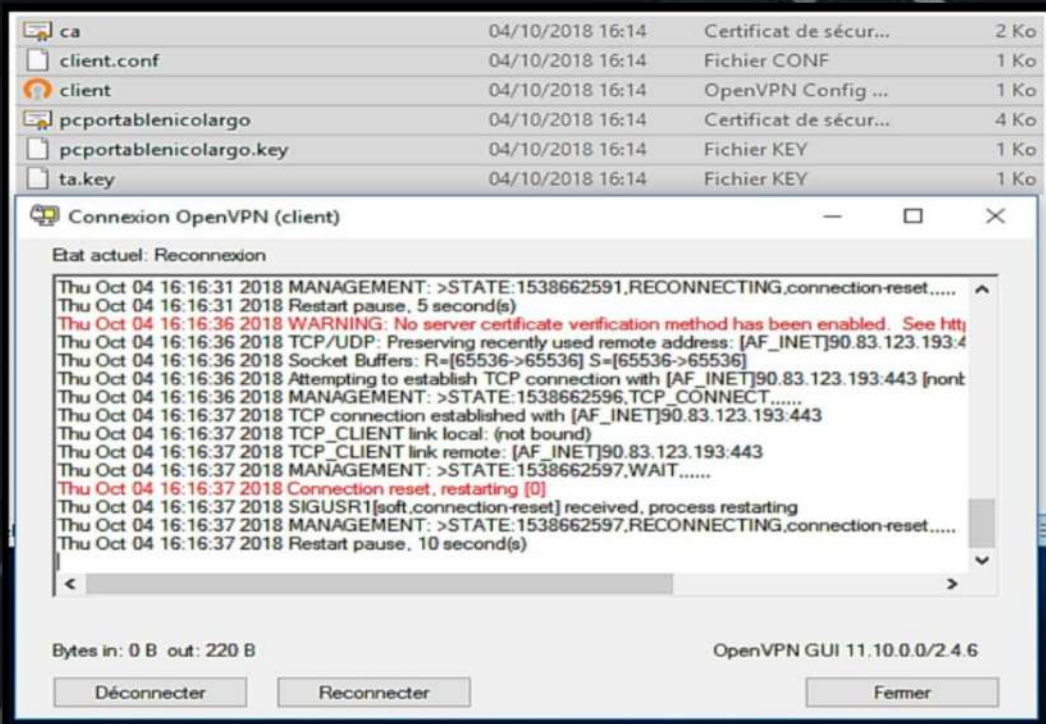 ca 04/10/2018 16:14 Certificat de sécur... 2 Ko
client.conf 04/10/2018 16:14 Fichier CONF 1 Ko
client 04/10/2018 16:14 OpenVPN Config ... 1 Ko
pcportablenicolargo 04/10/2018 16:14 Certificat de sécur... 4 Ko
pcportablenicolargo.key 04/10/2018 16:14 Fichier KEY 1 Ko
ta.key 04/10/2018 16:14 Fichier KEY 1 Ko
Connexion OpenVPN (client)
Etat actuel: Reconnexion
Thu Oct 04 16:16:31 2018 MANAGEMENT: >STATE:1538662591,RECONNECTING,connection-reset,,,,,
Thu Oct 04 16:16:31 2018 Restart pause, 5 second(s)
Thu Oct 04 16:16:36 2018 WARNING: No server certificate verification method has been enabled.  See http
Thu Oct 04 16:16:36 2018 TCP/UDP: Preserving recently used remote address: [AF_INET]90.83.123.193:4
Thu Oct 04 16:16:36 2018 Socket Buffers: R=[65536->65536] S=[65536->65536]
Thu Oct 04 16:16:36 2018 Attempting to establish TCP connection with [AF_INET]90.83.123.193:443 [nonb
Thu Oct 04 16:16:36 2018 MANAGEMENT: >STATE:1538662596,TCP_CONNECT,,,,,,
Thu Oct 04 16:16:37 2018 TCP connection established with [AF_INET]90.83.123.193:443
Thu Oct 04 16:16:37 2018 TCP_CLIENT link local: (not bound)
Thu Oct 04 16:16:37 2018 TCP_CLIENT link remote: [AF_INET]90.83.123.193:443
Thu Oct 04 16:16:37 2018 MANAGEMENT: >STATE:1538662597,WAIT,,,,,,
Thu Oct 04 16:16:37 2018 Connection reset, restarting [0]
Thu Oct 04 16:16:37 2018 SIGUSR1[soft,connection-reset] received, process restarting
Thu Oct 04 16:16:37 2018 MANAGEMENT: >STATE:1538662597,RECONNECTING,connection-reset,,,,,
Thu Oct 04 16:16:37 2018 Restart pause, 10 second(s)
Bytes in: 0 B out: 220 B OpenVPN GUI 11.10.0.0/2.4.6
Déconnecter Reconnecter Fermer